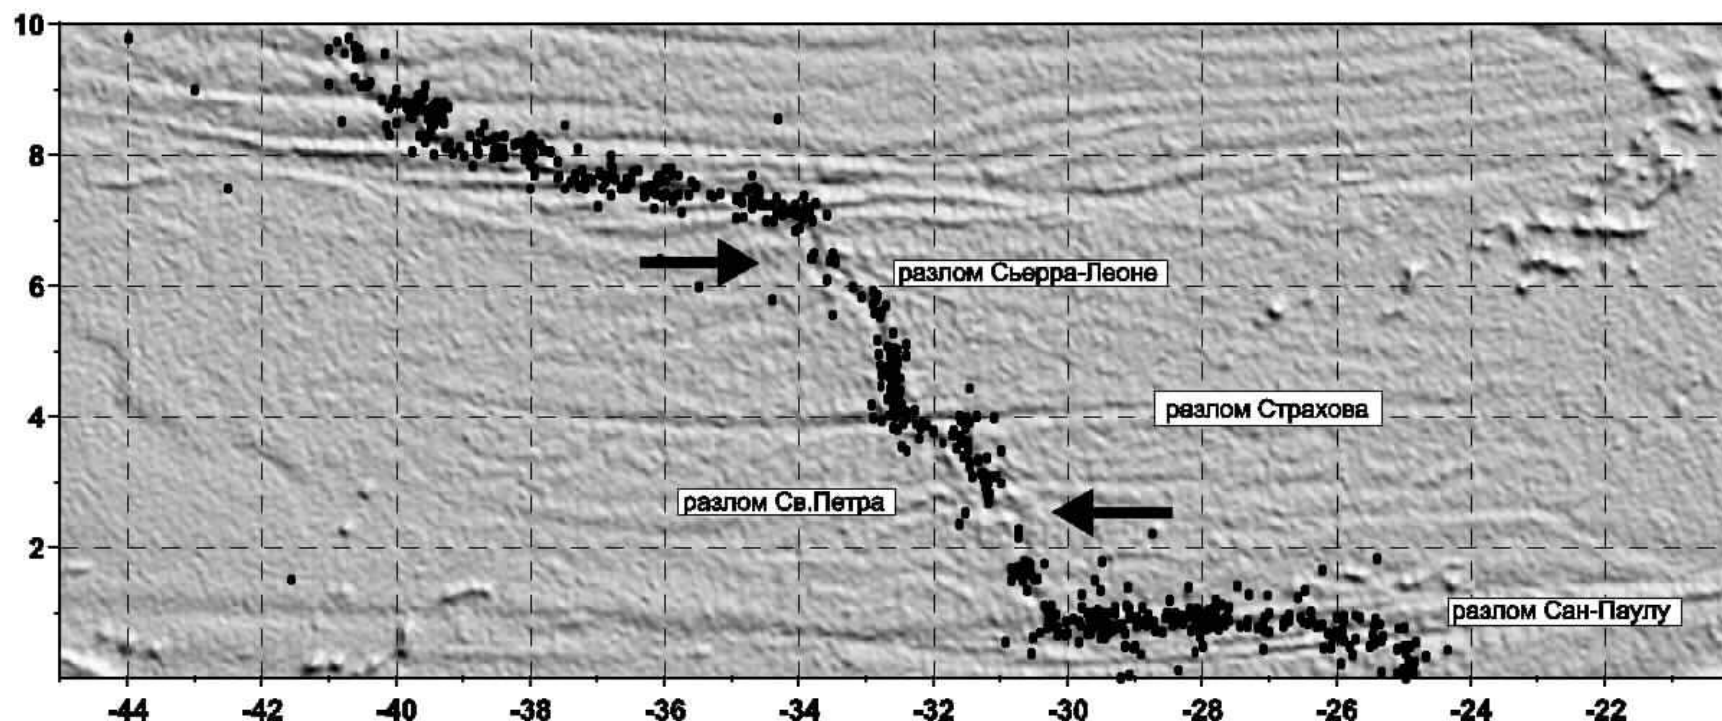 10
8
разлом Сьерра-Леоне
6
разлом Страхова
4
разлом Св.Петра
2
разлом Сан-Паулу
-44 -42 -40 -38 -36 -34 -32 -30 -28 -26 -24 -22